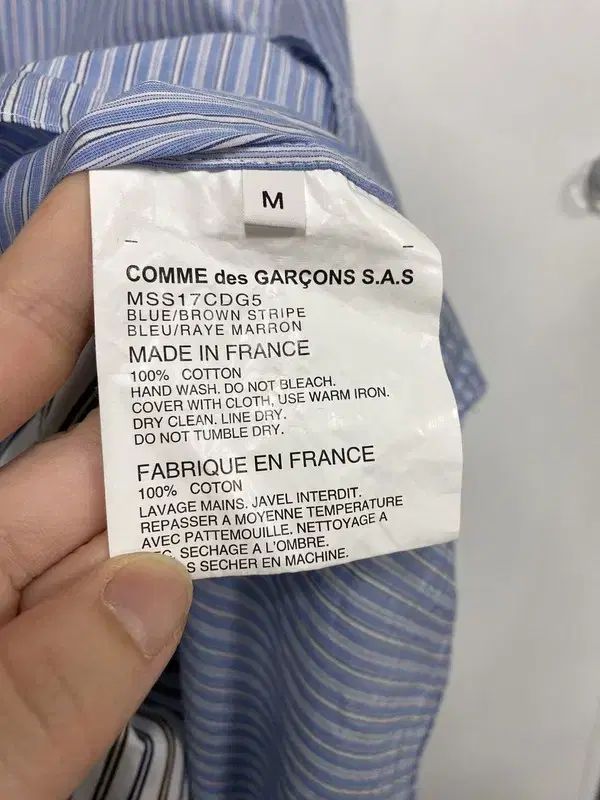 M
COMME des GARÇONS S.A.S
MSS17CDG5
BLUE/BROWN STRIPE
BLEU/RAYE MARRON
MADE IN FRANCE
100% COTTON
HAND WASH. DO NOT BLEACH.
COVER WITH CLOTH, USE WARM IRON.
DRY CLEAN. LINE DRY.
DO NOT TUMBLE DRY.
FABRIQUE EN FRANCE
100% COTON
LAVAGE MAINS. JAVEL INTERDIT.
REPASSER A MOYENNE TEMPERATURE
AVEC PATTEMOUILLE. NETTOYAGE A
SECHAGE A L'OMBRE.
SECHER EN MACHINE.